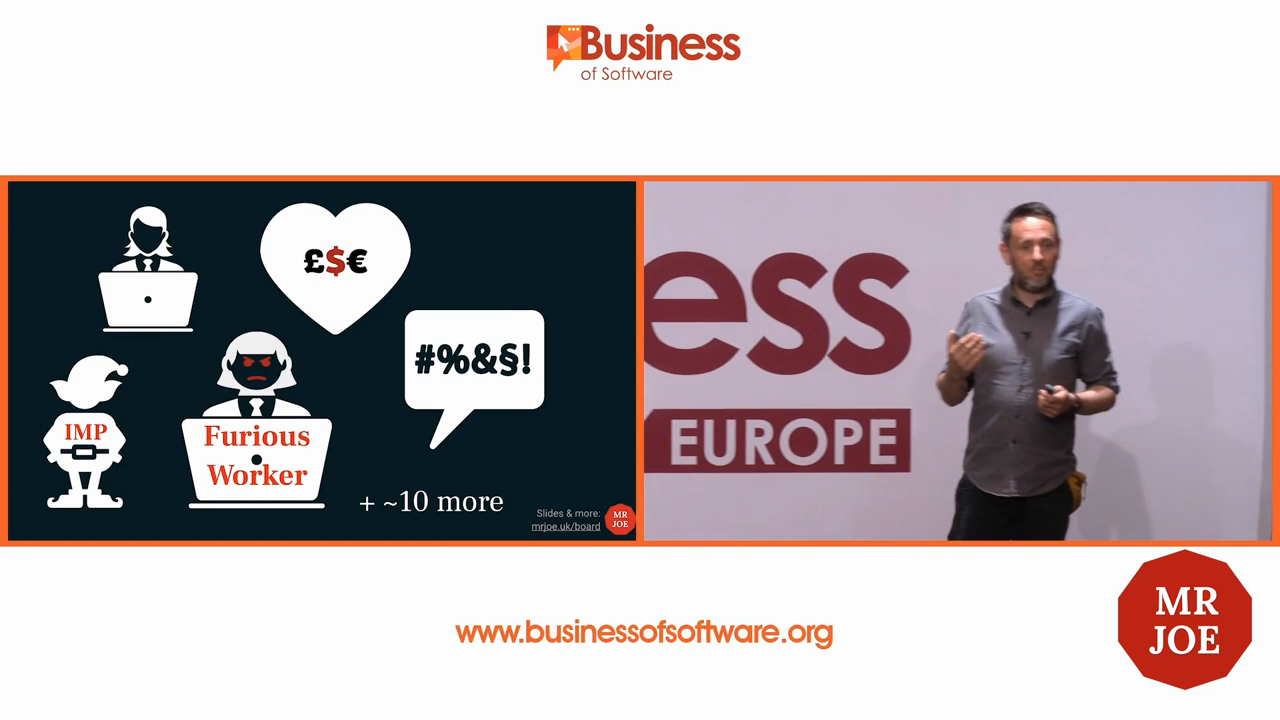 Business
of Software
£$€
#%&§!
IMP
Furious
Worker
+ ~10 more
Slides & more:
mrjoe.uk/board
MR
JOE
ess
EUROPE
www.businessofsoftware.org
MR
JOE